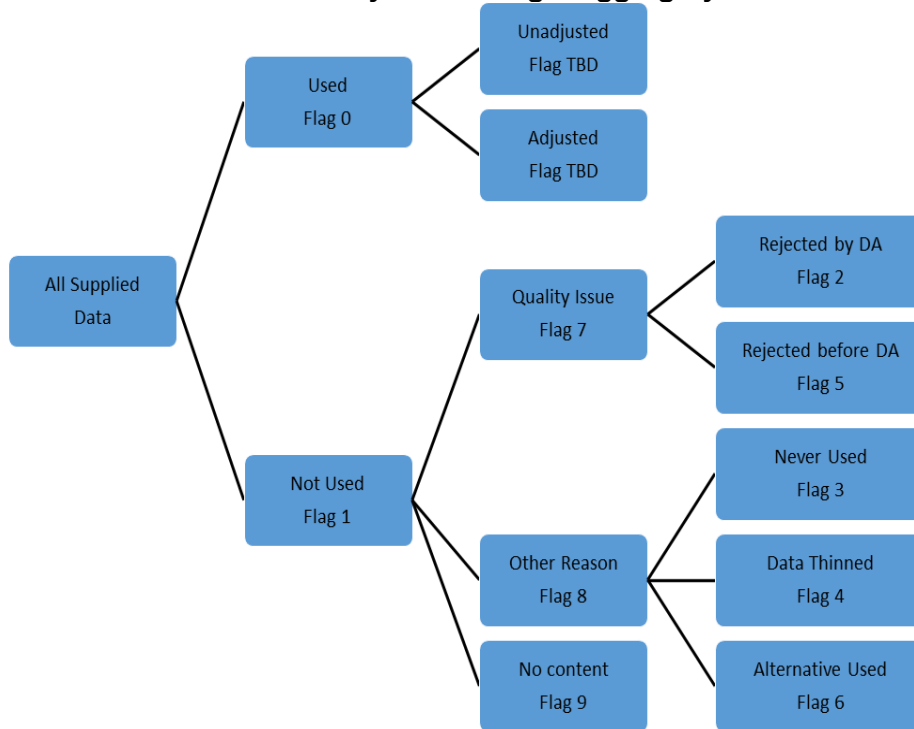 Unadjusted
Flag TBD
Used
Flag 0
Adjusted
Flag TBD
Rejected by DA
Flag 2
All Supplied
Data
Quality Issue
Flag 7
Rejected before DA
Flag 5
Never Used
Flag 3
Not Used
Flag 1
Other Reason
Flag 8
Data Thinned
Flag 4
No content
Flag 9
Alternative Used
Flag 6